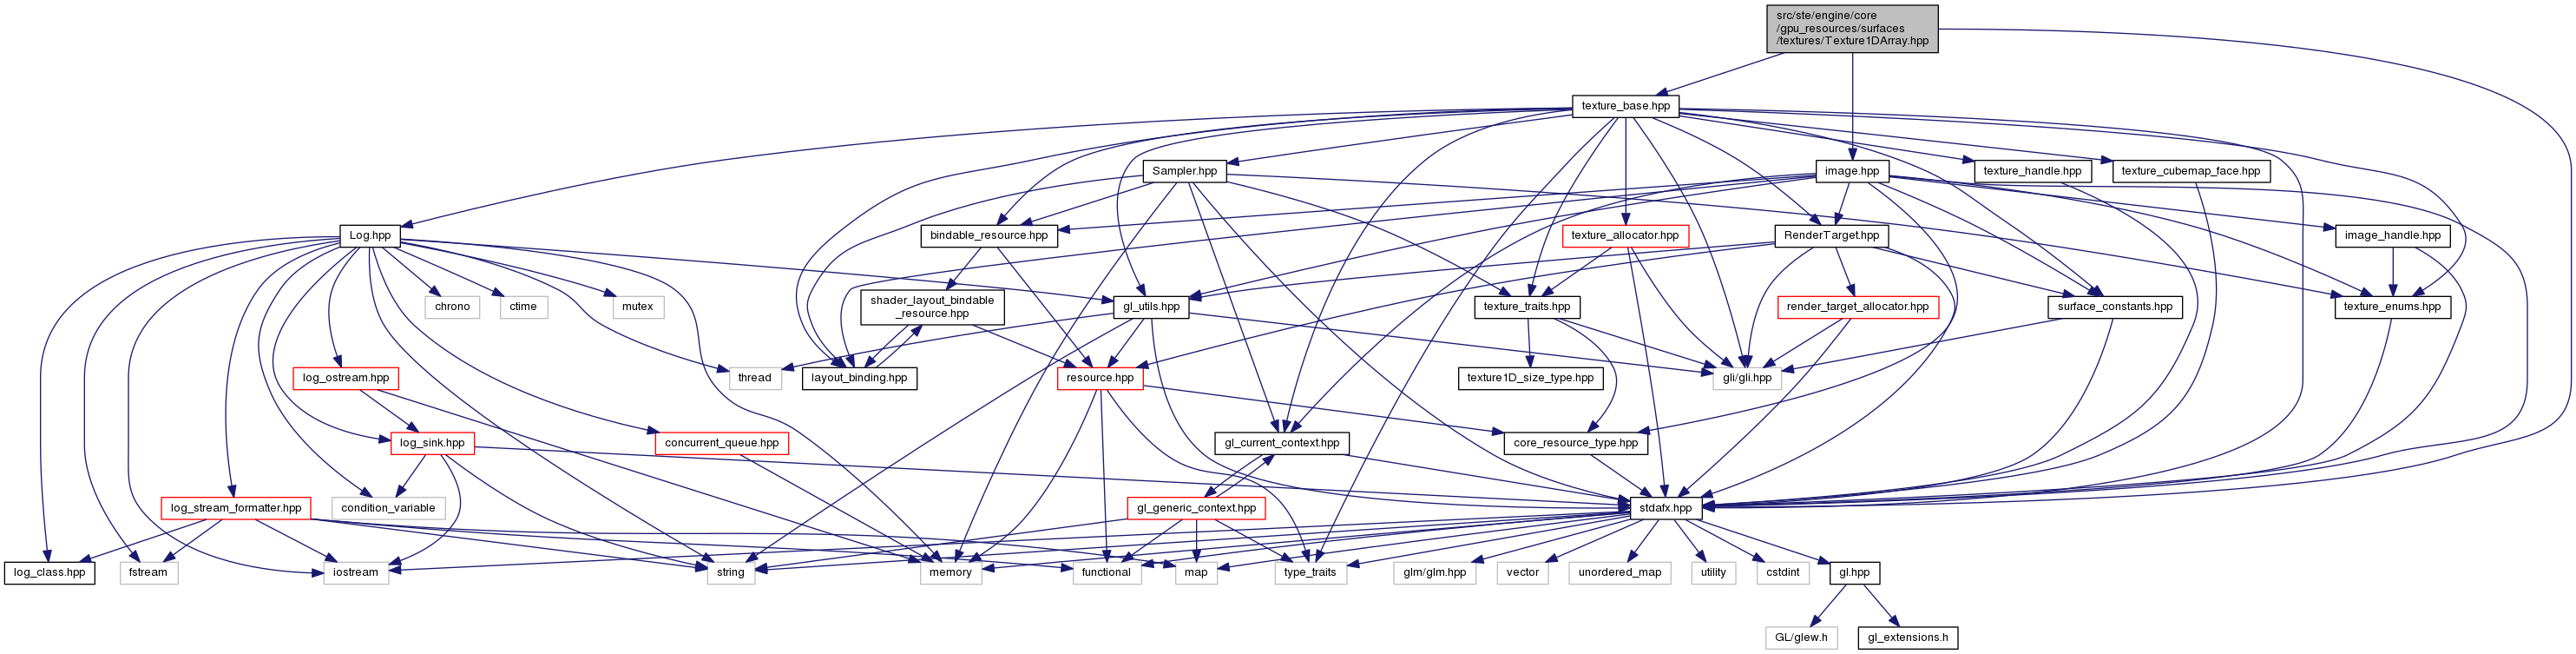 src/ste/engine/core
/gpu_resources/surfaces
/textures/Texture1DArray.hpp
texture_base.hpp
Sampler.hpp
image.hpp
texture_handle.hpp
texture_cubemap_face.hpp
Log.hpp
bindable_resource.hpp
texture_allocator.hpp
RenderTarget.hpp
image_handle.hpp
chrono
ctime
mutex
gl_utils.hpp
shader_layout_bindable
_resource.hpp
texture_traits.hpp
render_target_allocator.hpp
surface_constants.hpp
texture_enums.hpp
log_ostream.hpp
thread
layout_binding.hpp
resource.hpp
texture1D_size_type.hpp
gli/gli.hpp
log_sink.hpp
concurrent_queue.hpp
gl_current_context.hpp
core_resource_type.hpp
log_stream_formatter.hpp
condition_variable
gl_generic_context.hpp
stdafx.hpp
log_class.hpp
fstream
iostream
string
memory
functional
map
type_traits
glm/glm.hpp
vector
unordered_map
utility
cstdint
gl.hpp
GL/glew.h
gl_extensions.h